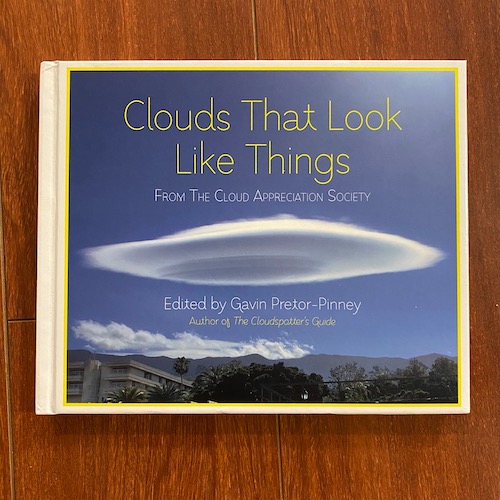 Clouds That Look
Like Things
From The Cloud Appreciation Society
Edited by Gavin Pretor-Pinney
Author of The Cloudspotter's Guide